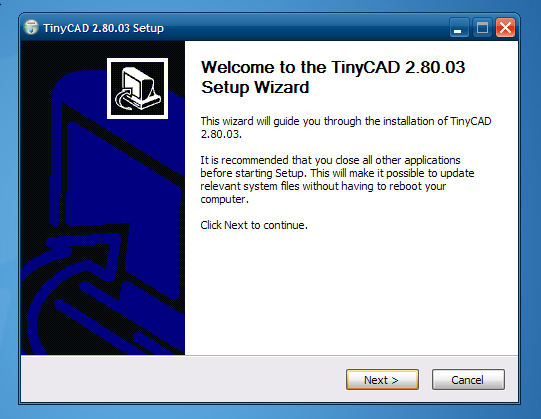 TinyCAD 2.80.03 Setup
Welcome to the TinyCAD 2.80.03
Setup Wizard
This wizard will guide you through the installation of TinyCAD
2.80.03.
It is recommended that you close all other applications
before starting Setup. This will make it possible to update
relevant system files without having to reboot your
computer.
Click Next to continue.
Next >
Cancel